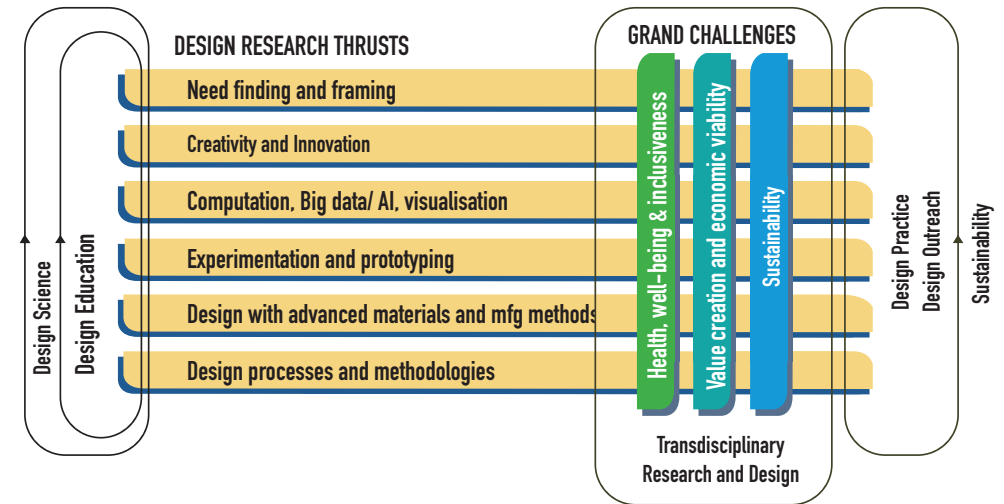 DESIGN RESEARCH THRUSTS
GRAND CHALLENGES
Need finding and framing
Creativity and Innovation
Computation, Big data/ AI, visualisation
Experimentation and prototyping
Design with advanced materials and mfg methods
Design processes and methodologies
Design Science
Design Education
Health, well-being & inclusiveness
Value creation and economic viability
Sustainability
Design Practice
Design Outreach
Sustainability
Transdisciplinary
Research and Design